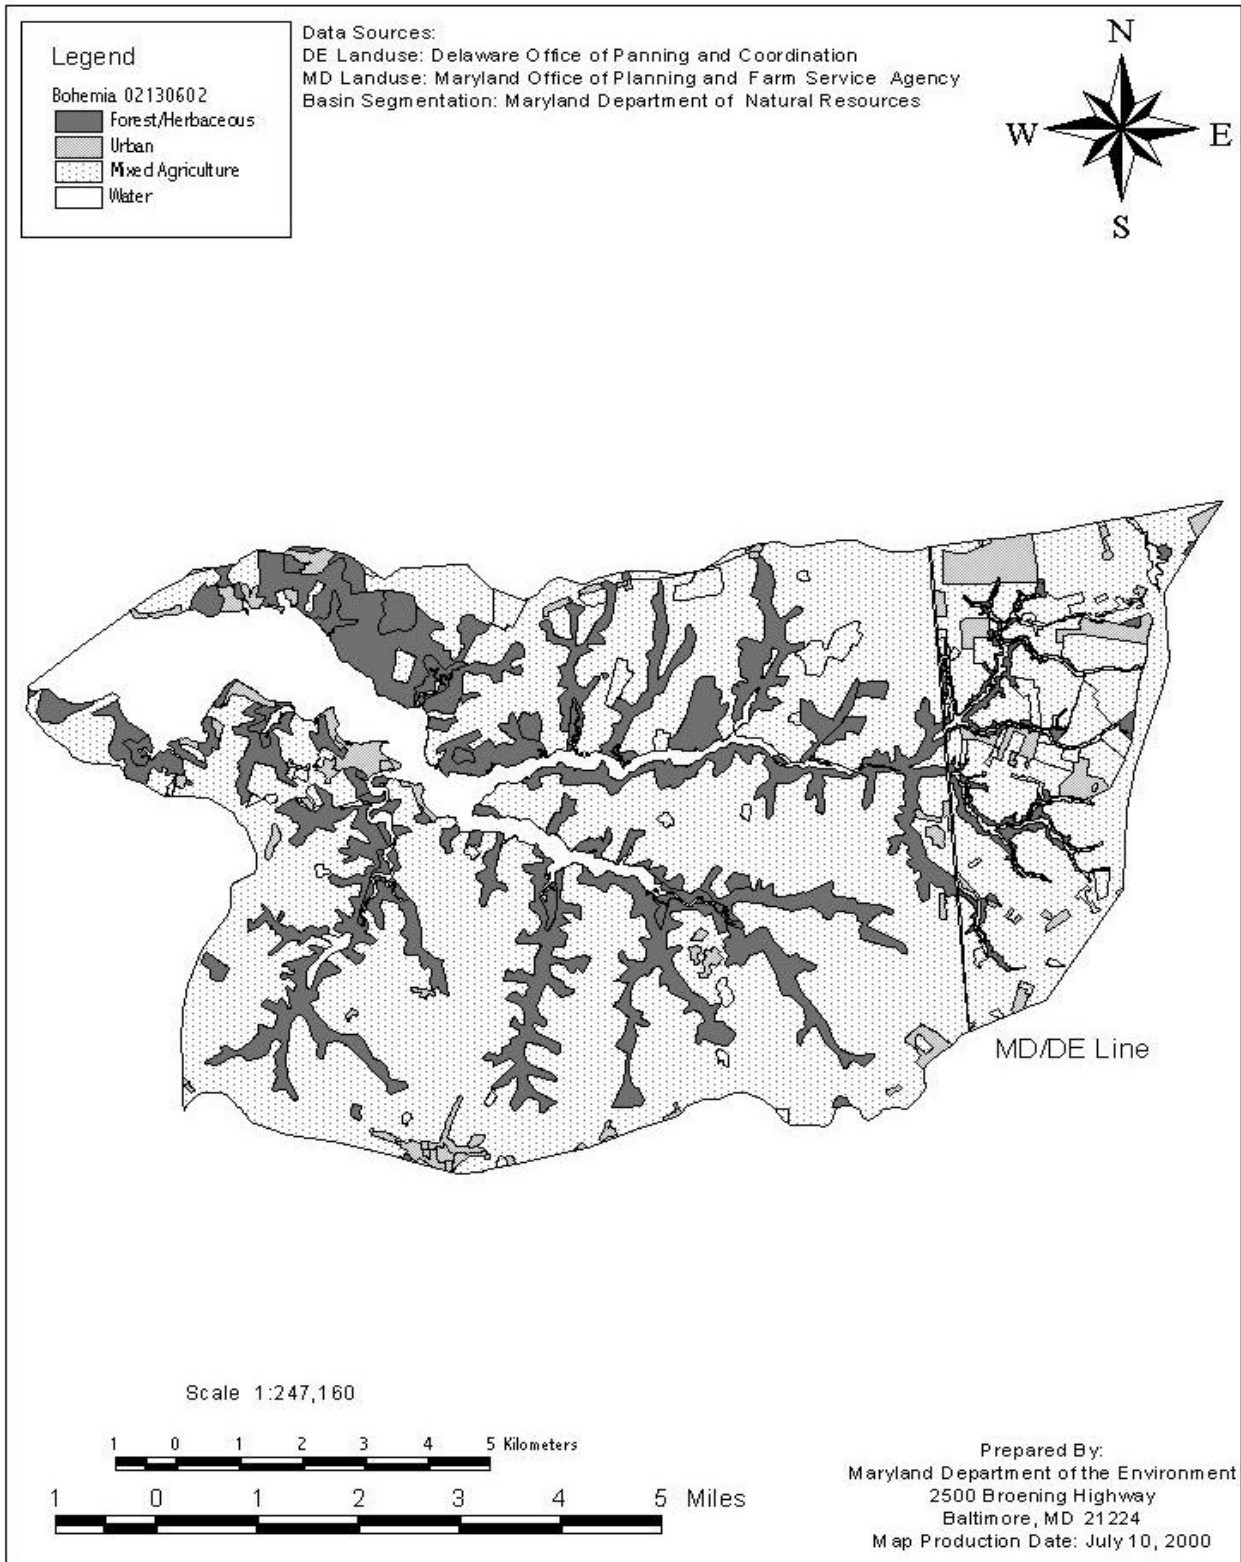 Legend
Bohemia 02130602
Forest/Herbaceous
Urban
Mixed Agriculture
Water
Data Sources:
DE Landuse: Delaware Office of Panning and Coordination
MD Landuse: Maryland Office of Planning and Farm Service Agency
Basin Segmentation: Maryland Department of Natural Resources
N
W E
S
MD/DE Line
Scale 1:247,160
1 0 1 2 3 4 5 Kilometers
1 0 1 2 3 4 5 Miles
Prepared By:
Maryland Department of the Environment
2500 Broening Highway
Baltimore, MD 21224
Map Production Date: July 10, 2000